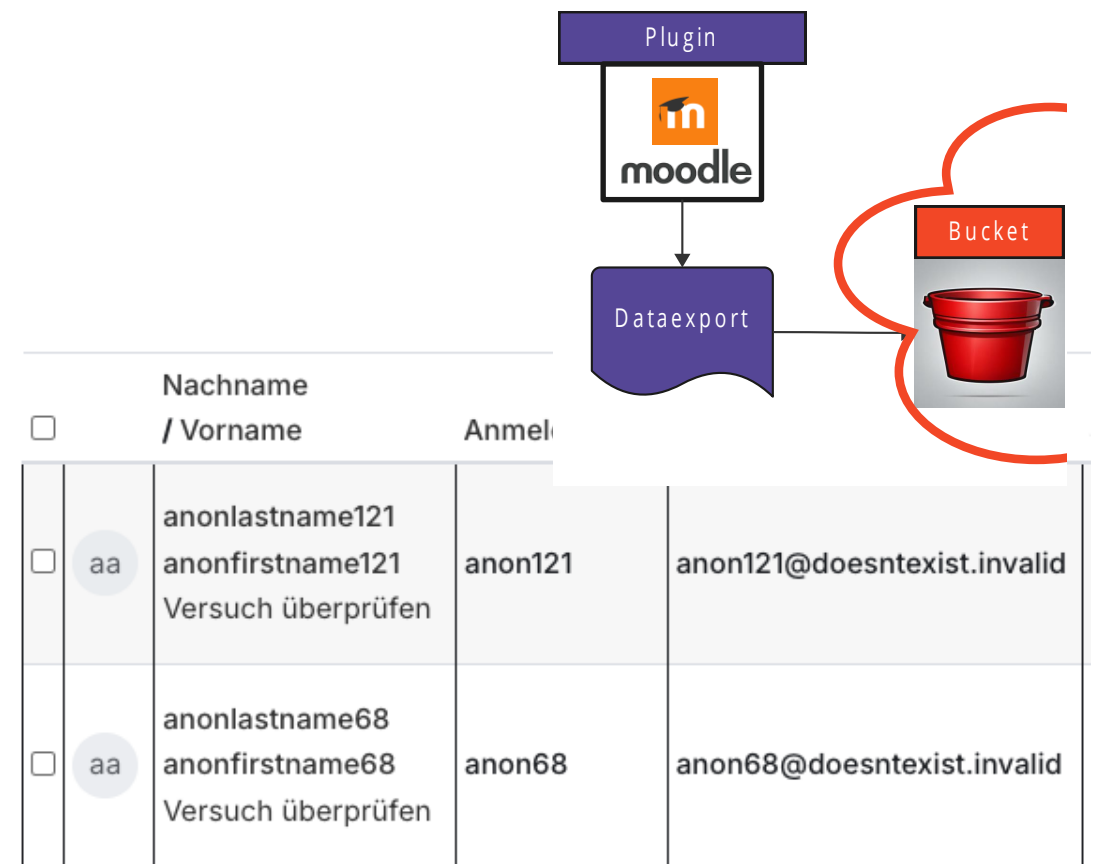 Plugin
moodle
Bucket
Dataexport
Nachname
/ Vorname
aa
anonlastname121
anonfirstname121
Versuch überprüfen
anon121
anon121@doesntexist.invalid
aa
anonlastname68
anonfirstname68
Versuch überprüfen
anon68
anon68@doesntexist.invalid